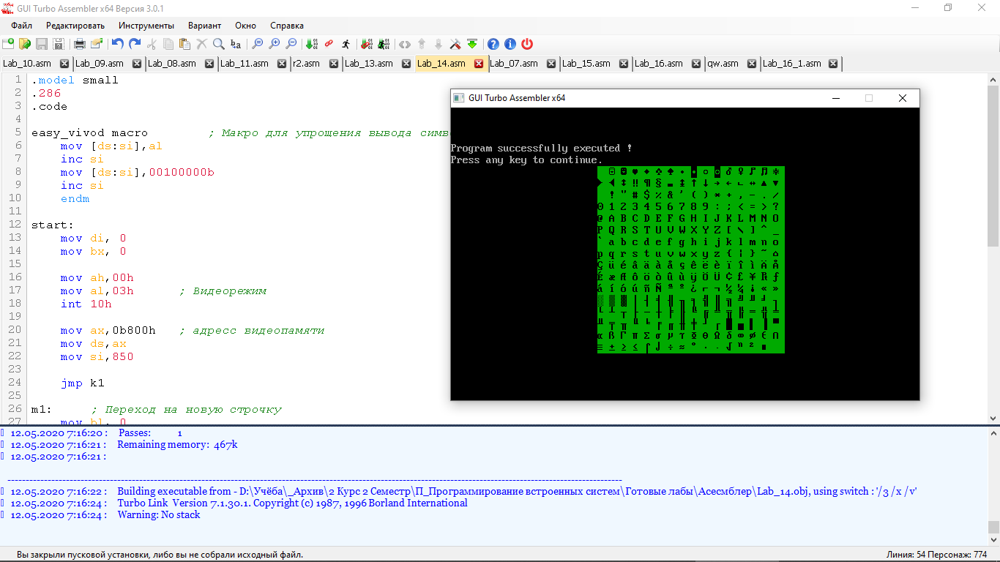 GUI Turbo Assembler x64 Версия 3.0.1
Файл Редактировать Инструменты Вариант Окно Справка
Lab_10.asm Lab_09.asm Lab_08.asm Lab_11.asm r2.asm Lab_13.asm Lab_14.asm Lab_07.asm Lab_15.asm Lab_16.asm qw.asm Lab_16_1.asm
1 .model small
2 .286
3 .code
4
5 easy_vivod macro ; Макро для упрощения вывода симв
6 mov [ds:si],al
7 inc si
8 mov [ds:si],00100000b
9 inc si
10 endm
11
12 start:
13 mov di, 0
14 mov bx, 0
15
16 mov ah,00h
17 mov al,03h ; Видеорежим
18 int 10h
19
20 mov ax,0b800h ; адресс видеопамяти
21 mov ds,ax
22 mov si,850
23
24 jmp k1
25
26 m1: ; Переход на новую строчку
27 mov bl, 0
GUI Turbo Assembler x64
Program successfully executed !
Press any key to continue.
! " # $ % & ' ( ) * + , - . /
0 1 2 3 4 5 6 7 8 9 : ; < = > ?
@ A B C D E F G H I J K L M N O
P Q R S T U V W X Y Z [ \ ] ^ _
` a b c d e f g h i j k l m n o
p q r s t u v w x y z { ¦ } ~ ⌂
Ç ü é â ä à å ç ê ë è ï î ì Ä Å
É æ Æ ô ö ò û ù ÿ Ö Ü ¢ £ ¥ ₧ ƒ
á í ó ú ñ Ñ ª º ¿ ⌐ ¬ ½ ¼ ¡ « »
α ß Γ π Σ σ µ τ Φ Θ Ω δ ∞ ø ∈ ∩
≡ ± ≥ ≤ ⌠ ⌡ ÷ ≈ ° ∙ · √ ⁿ ² ■
12.05.2020 7:16:20 : Passes: 1
12.05.2020 7:16:21 : Remaining memory: 467k
12.05.2020 7:16:21 :
12.05.2020 7:16:22 : Building executable from - D:\Учёба\_Архив\2 Курс 2 Семестр\П_Программирование встроенных систем\Готовые лабы\Асесмблер\Lab_14.obj, using switch : '/3 /x /v'
12.05.2020 7:16:24 : Turbo Link Version 7.1.30.1. Copyright (c) 1987, 1996 Borland International
12.05.2020 7:16:24 : Warning: No stack
Вы закрыли пусковой установки, либо вы не собрали исходный файл. Линия: 54 Персонаж: 774